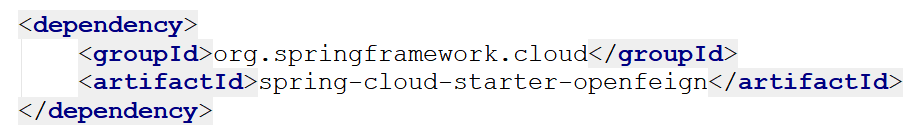 <dependency>
    <groupId>org.springframework.cloud</groupId>
    <artifactId>spring-cloud-starter-openfeign</artifactId>
</dependency>